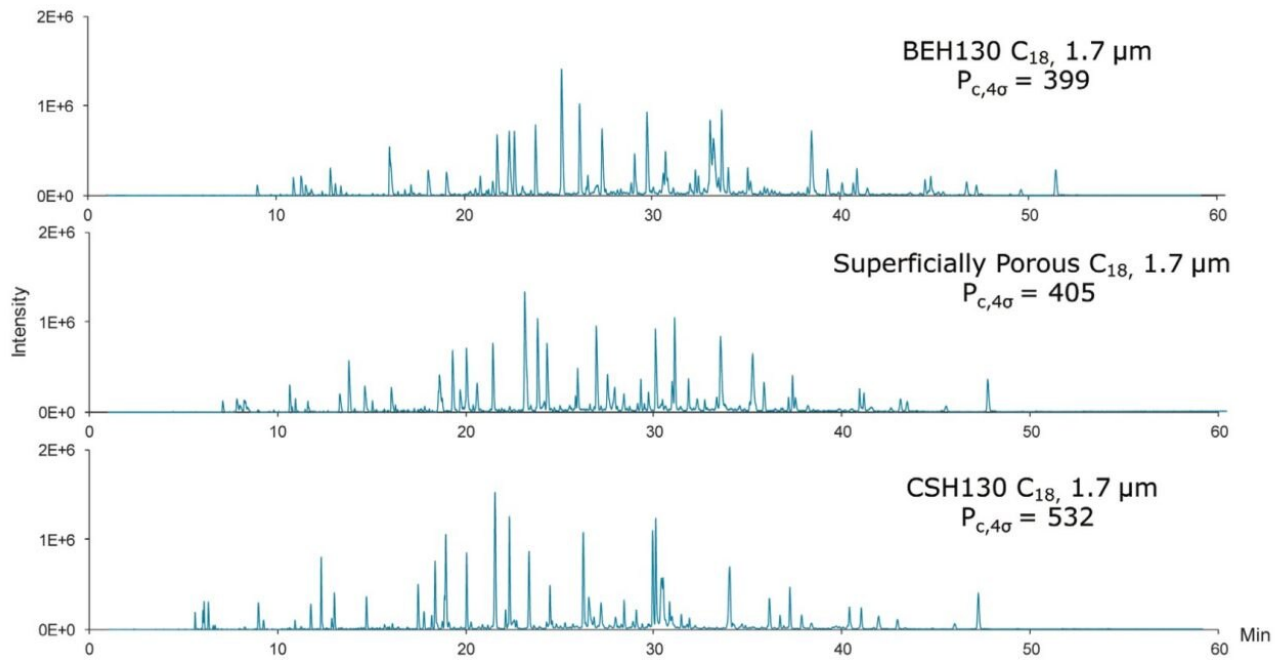 2E+6
BEH130 C₁₈, 1.7 µm
P꜀,₄σ = 399
1E+6
0E+0
0 10 20 30 40 50 60
2E+6
Superficially Porous C₁₈, 1.7 µm
P꜀,₄σ = 405
Intensity
1E+6
0E+0
0 10 20 30 40 50 60
2E+6
CSH130 C₁₈, 1.7 µm
P꜀,₄σ = 532
1E+6
0E+0
Min
0 10 20 30 40 50 60